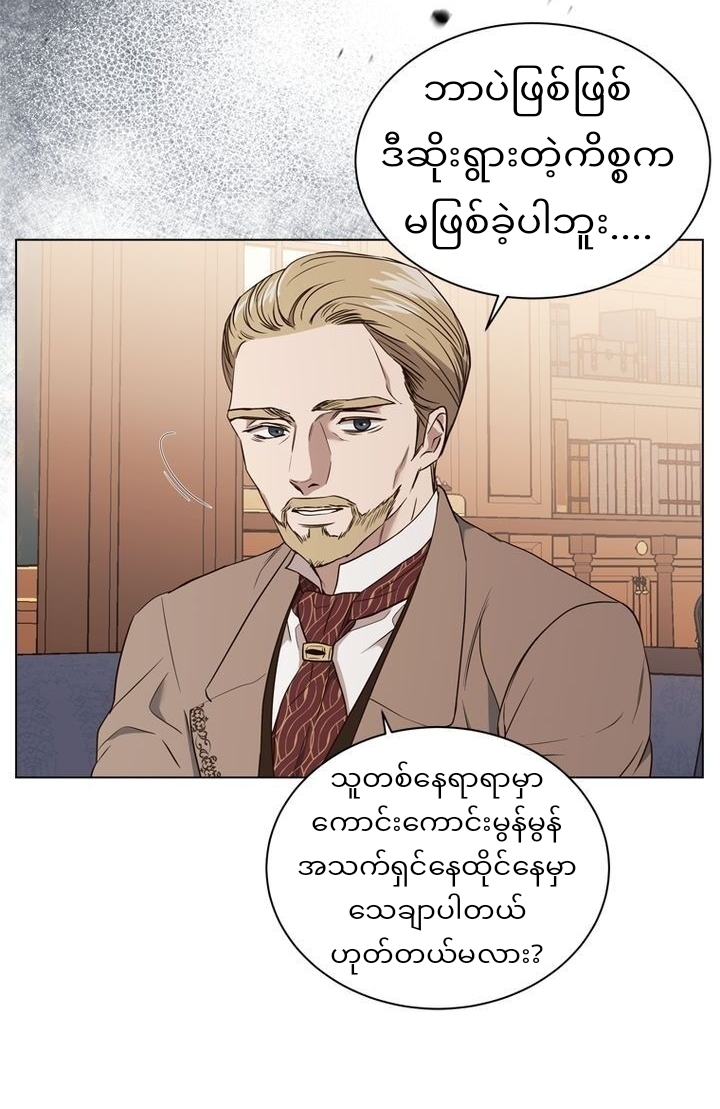 ဘာပဲဖြစ်ဖြစ်
ဒီဆိုးရွားတဲ့ကိစ္စက
မဖြစ်ခဲ့ပါဘူး....
သူတစ်နေရာရာမှာ
ကောင်းကောင်းမွန်မွန်
အသက်ရှင်နေထိုင်နေမှာ
သေချာပါတယ်
ဟုတ်တယ်မလား?